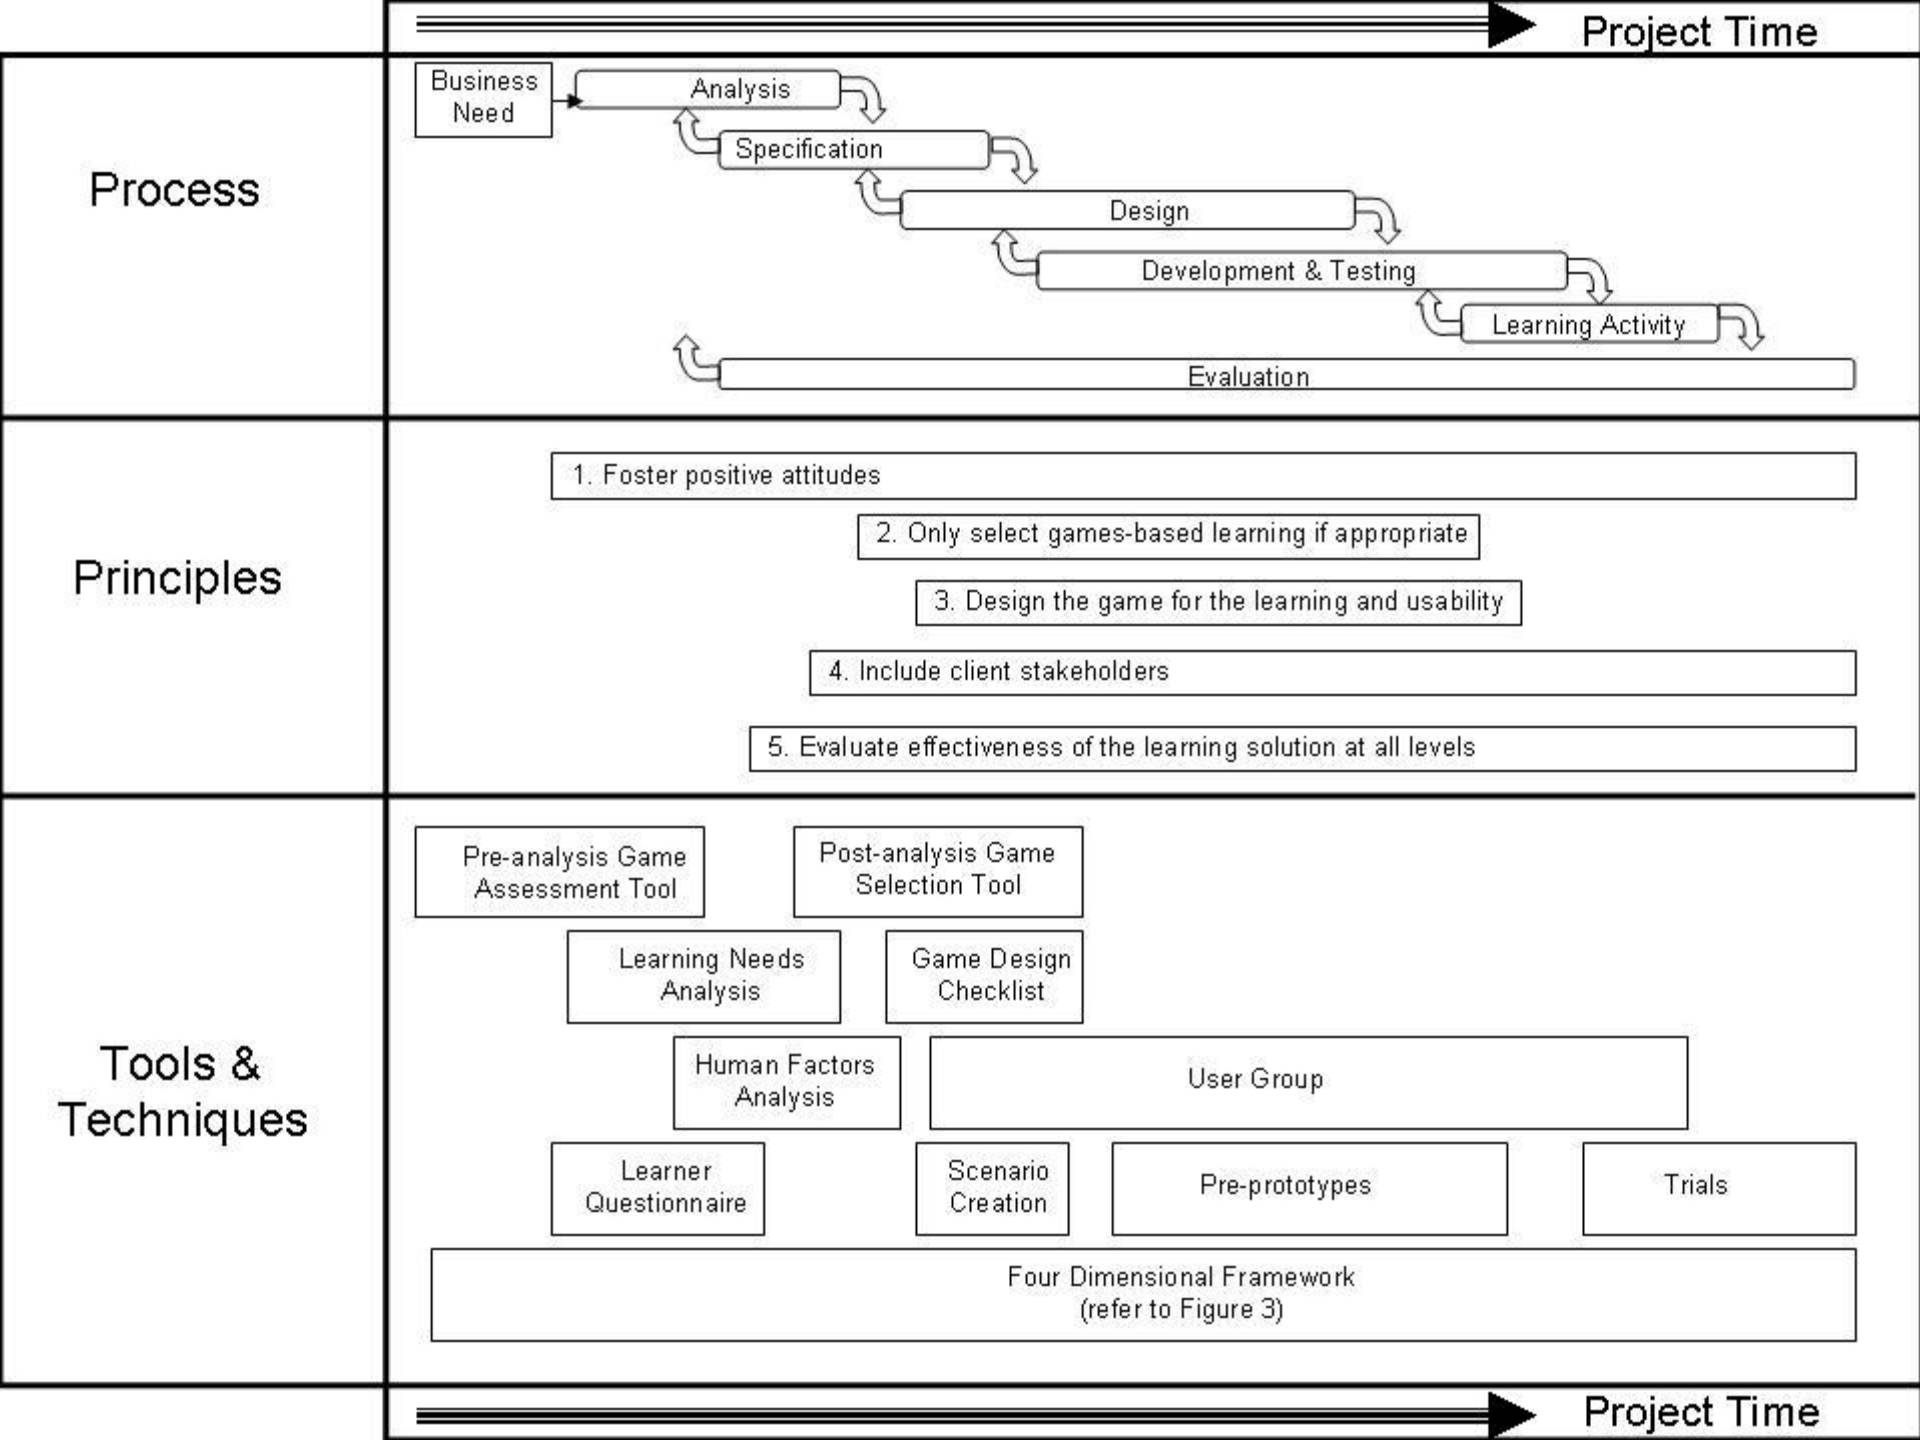 Project Time
Process
Business
Need
Analysis
Specification
Design
Development & Testing
Learning Activity
Evaluation
Principles
1. Foster positive attitudes
2. Only select games-based learning if appropriate
3. Design the game for the learning and usability
4. Include client stakeholders
5. Evaluate effectiveness of the learning solution at all levels
Tools &
Techniques
Pre-analysis Game
Assessment Tool
Post-analysis Game
Selection Tool
Learning Needs
Analysis
Game Design
Checklist
Human Factors
Analysis
User Group
Learner
Questionnaire
Scenario
Creation
Pre-prototypes
Trials
Four Dimensional Framework
(refer to Figure 3)
Project Time